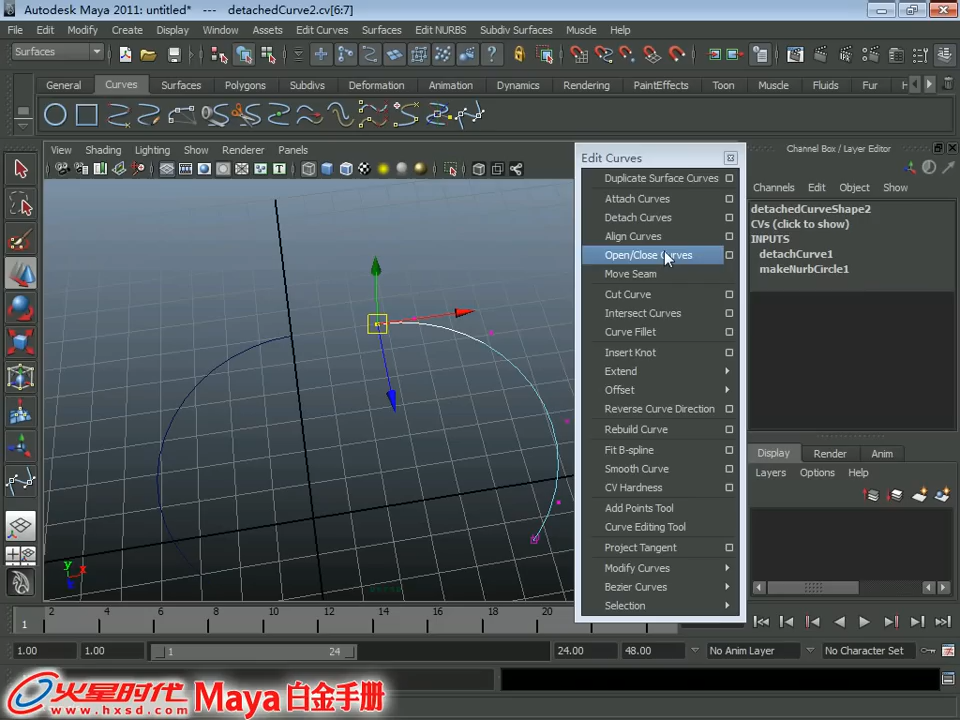 Autodesk Maya 2011: untitled* --- detachedCurve2.cv[6:7]
File Edit Modify Create Display Window Assets Edit Curves Surfaces Edit NURBS Subdiv Surfaces Muscle Help
Surfaces
General Curves Surfaces Polygons Subdivs Deformation Animation Dynamics Rendering PaintEffects Toon Muscle Fluids Fur
View Shading Lighting Show Renderer Panels
Edit Curves
Duplicate Surface Curves
Attach Curves
Detach Curves
Align Curves
Open/Close Curves
Move Seam
Cut Curve
Intersect Curves
Curve Fillet
Insert Knot
Extend
Offset
Reverse Curve Direction
Rebuild Curve
Fit B-spline
Smooth Curve
CV Hardness
Add Points Tool
Curve Editing Tool
Project Tangent
Modify Curves
Bezier Curves
Selection
Channel Box / Layer Editor
Channels Edit Object Show
detachedCurveShape2
CVs (click to show)
INPUTS
detachCurve1
makeNurbCircle1
Display Render Anim
Layers Options Help
y
x
2 4 6 8 10 12 14 16 18 20
1
1.00 1.00 1 24 24.00 48.00 No Anim Layer No Character Set
火星时代 Maya 白金手册
www.hxsd.com